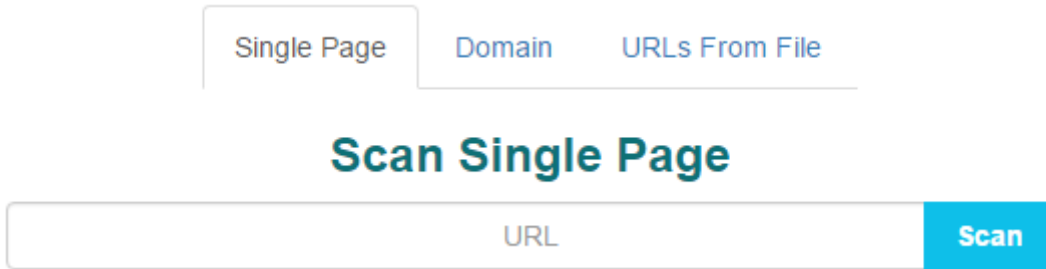 Single Page Domain URLs From File
Scan Single Page
URL Scan